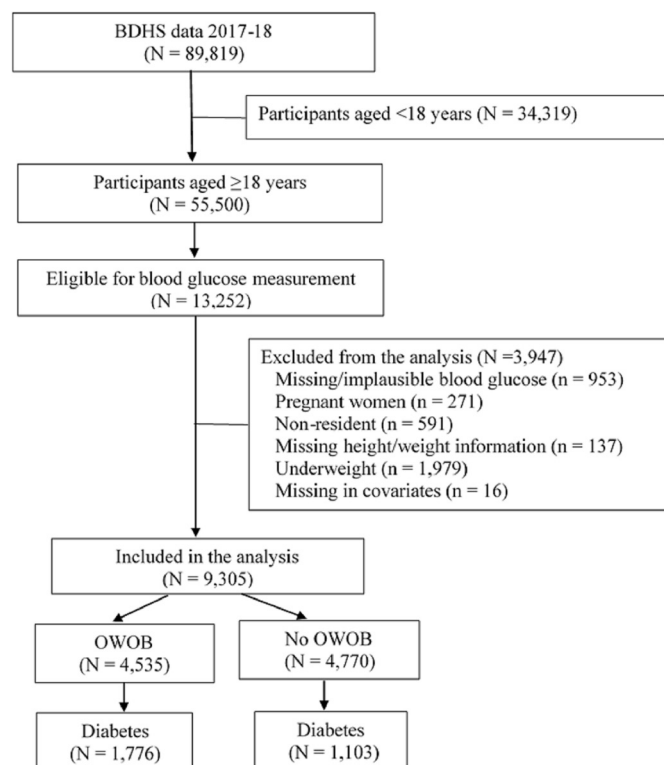 BDHS data 2017-18
(N = 89,819)
Participants aged <18 years (N = 34,319)
Participants aged ≥18 years
(N = 55,500)
Eligible for blood glucose measurement
(N = 13,252)
Excluded from the analysis (N =3,947)
Missing/implausible blood glucose (n = 953)
Pregnant women (n = 271)
Non-resident (n = 591)
Missing height/weight information (n = 137)
Underweight (n = 1,979)
Missing in covariates (n = 16)
Included in the analysis
(N = 9,305)
OWOB
(N = 4,535)
No OWOB
(N = 4,770)
Diabetes
(N = 1,776)
Diabetes
(N = 1,103)